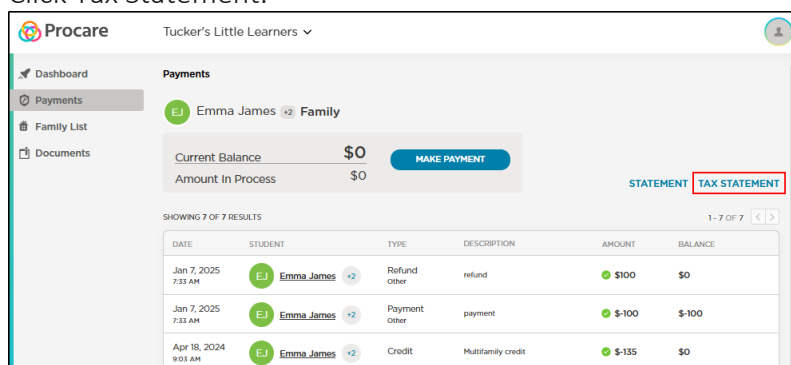 Click Tax Statement.
Procare
Tucker's Little Learners
Dashboard
Payments
Family List
Documents
Payments
EJ Emma James +2 Family
Current Balance $0
Amount In Process $0
MAKE PAYMENT
STATEMENT TAX STATEMENT
SHOWING 7 OF 7 RESULTS 1 - 7 OF 7
DATE STUDENT TYPE DESCRIPTION AMOUNT BALANCE
Jan 7, 2025 EJ Emma James +2 Refund refund $100 $0
7:33 AM Other
Jan 7, 2025 EJ Emma James +2 Payment payment $-100 $-100
7:33 AM Other
Apr 18, 2024 EJ Emma James +2 Credit Multifamily credit $-135 $0
9:03 AM